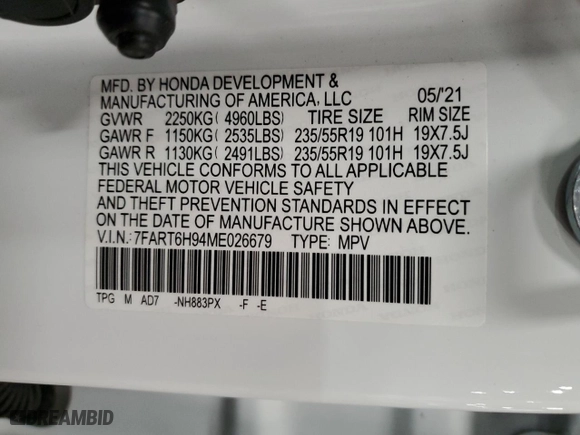 MFD. BY HONDA DEVELOPMENT &
MANUFACTURING OF AMERICA, LLC 05/'21
GVWR 2250KG( 4960LBS) TIRE SIZE RIM SIZE
GAWR F 1150KG( 2535LBS) 235/55R19 101H 19X7.5J
GAWR R 1130KG( 2491LBS) 235/55R19 101H 19X7.5J
THIS VEHICLE CONFORMS TO ALL APPLICABLE
FEDERAL MOTOR VEHICLE SAFETY
AND THEFT PREVENTION STANDARDS IN EFFECT
ON THE DATE OF MANUFACTURE SHOWN ABOVE.
V.I.N.:7FART6H94ME026679 TYPE: MPV
TPG M AD7 -NH883PX -F -E
DREAMBID